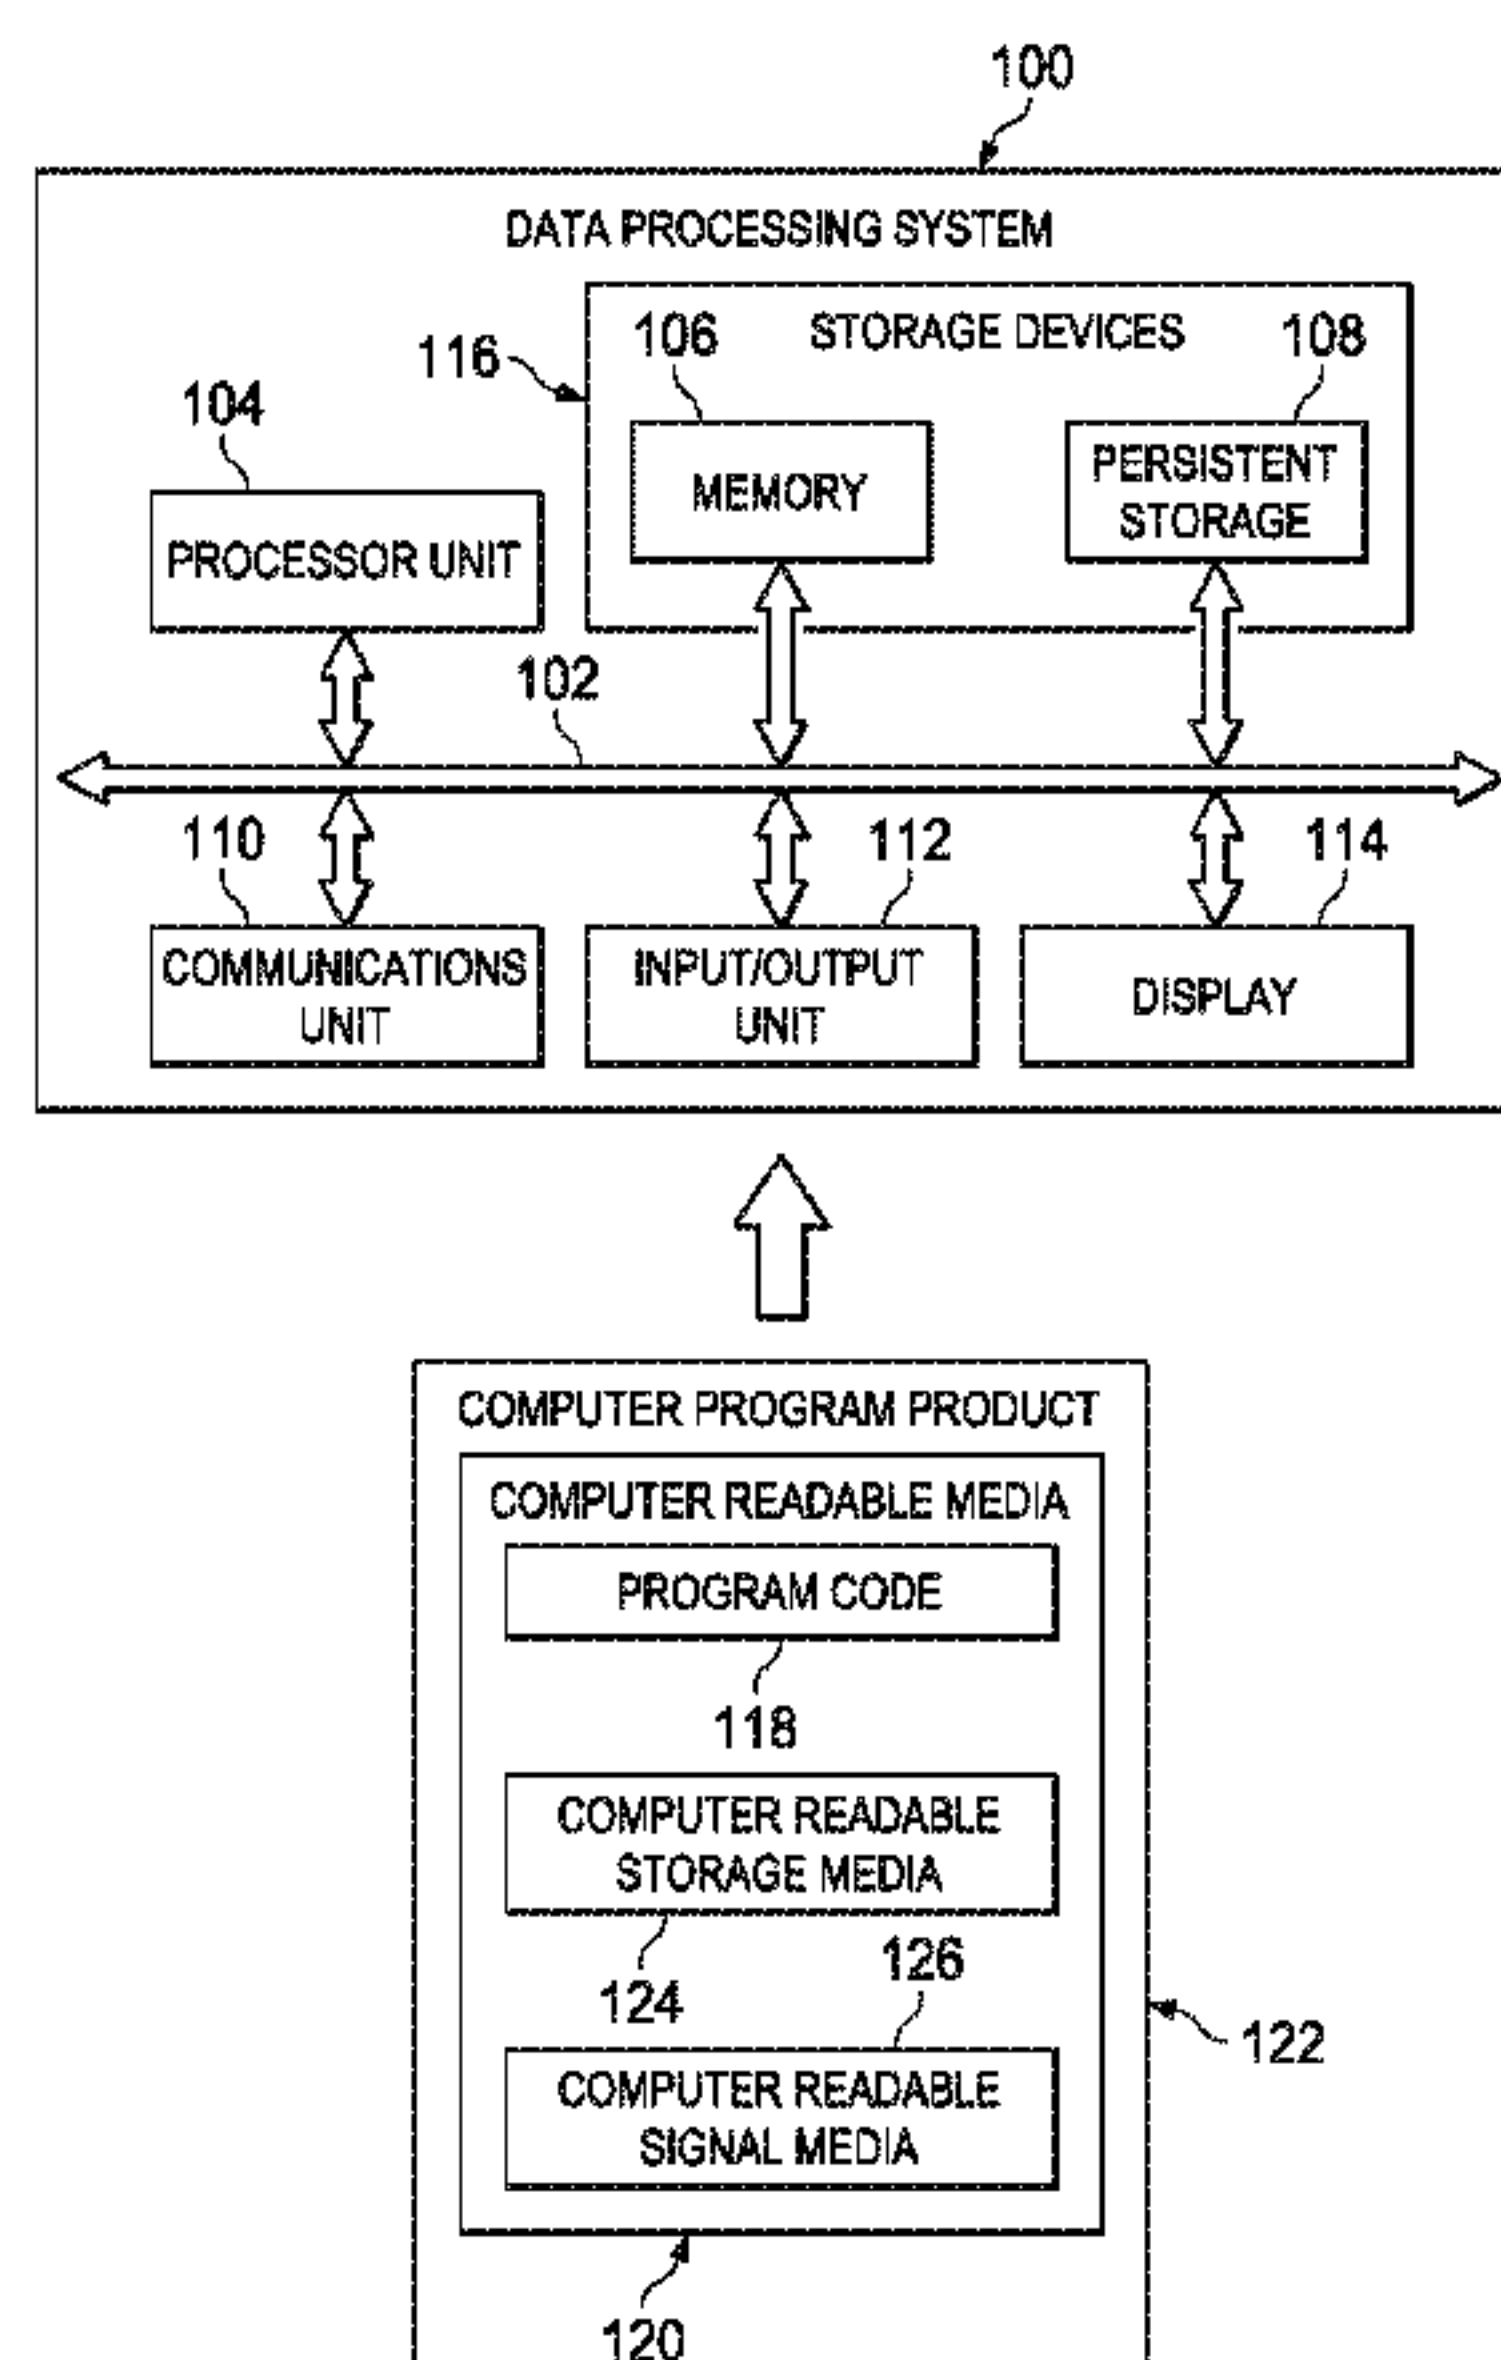 100
DATA PROCESSING SYSTEM
116
106
STORAGE DEVICES
108
104
MEMORY
PERSISTENT
STORAGE
PROCESSOR UNIT
102
110
112
114
COMMUNICATIONS
UNIT
INPUT/OUTPUT
UNIT
DISPLAY
COMPUTER PROGRAM PRODUCT
COMPUTER READABLE MEDIA
PROGRAM CODE
118
COMPUTER READABLE
STORAGE MEDIA
124
126
COMPUTER READABLE
SIGNAL MEDIA
122
120